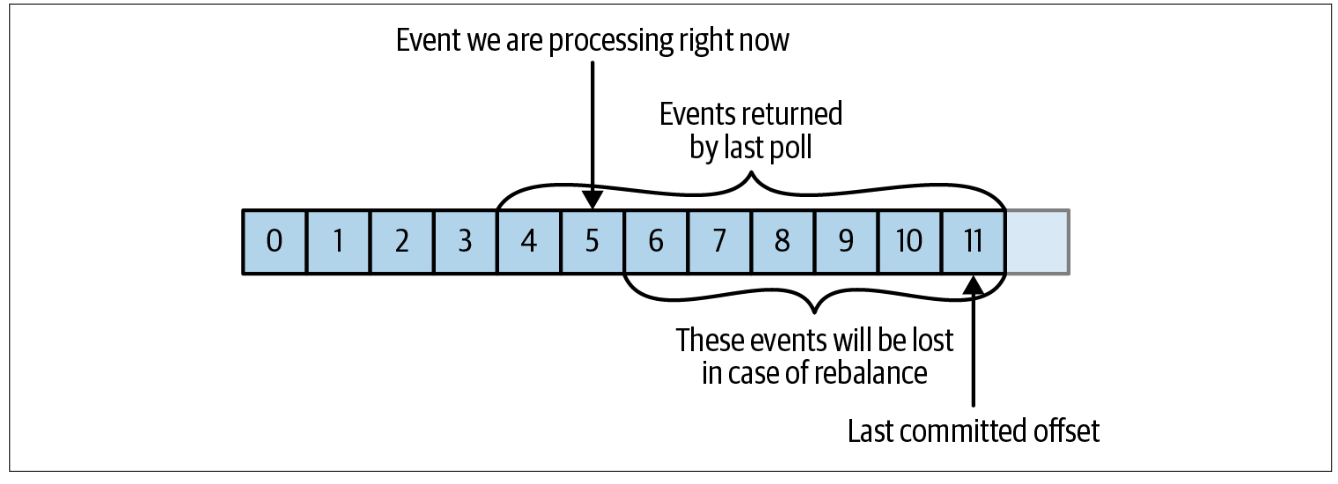 Event we are processing right now
Events returned
by last poll
0 1 2 3 4 5 6 7 8 9 10 11
These events will be lost
in case of rebalance
Last committed offset